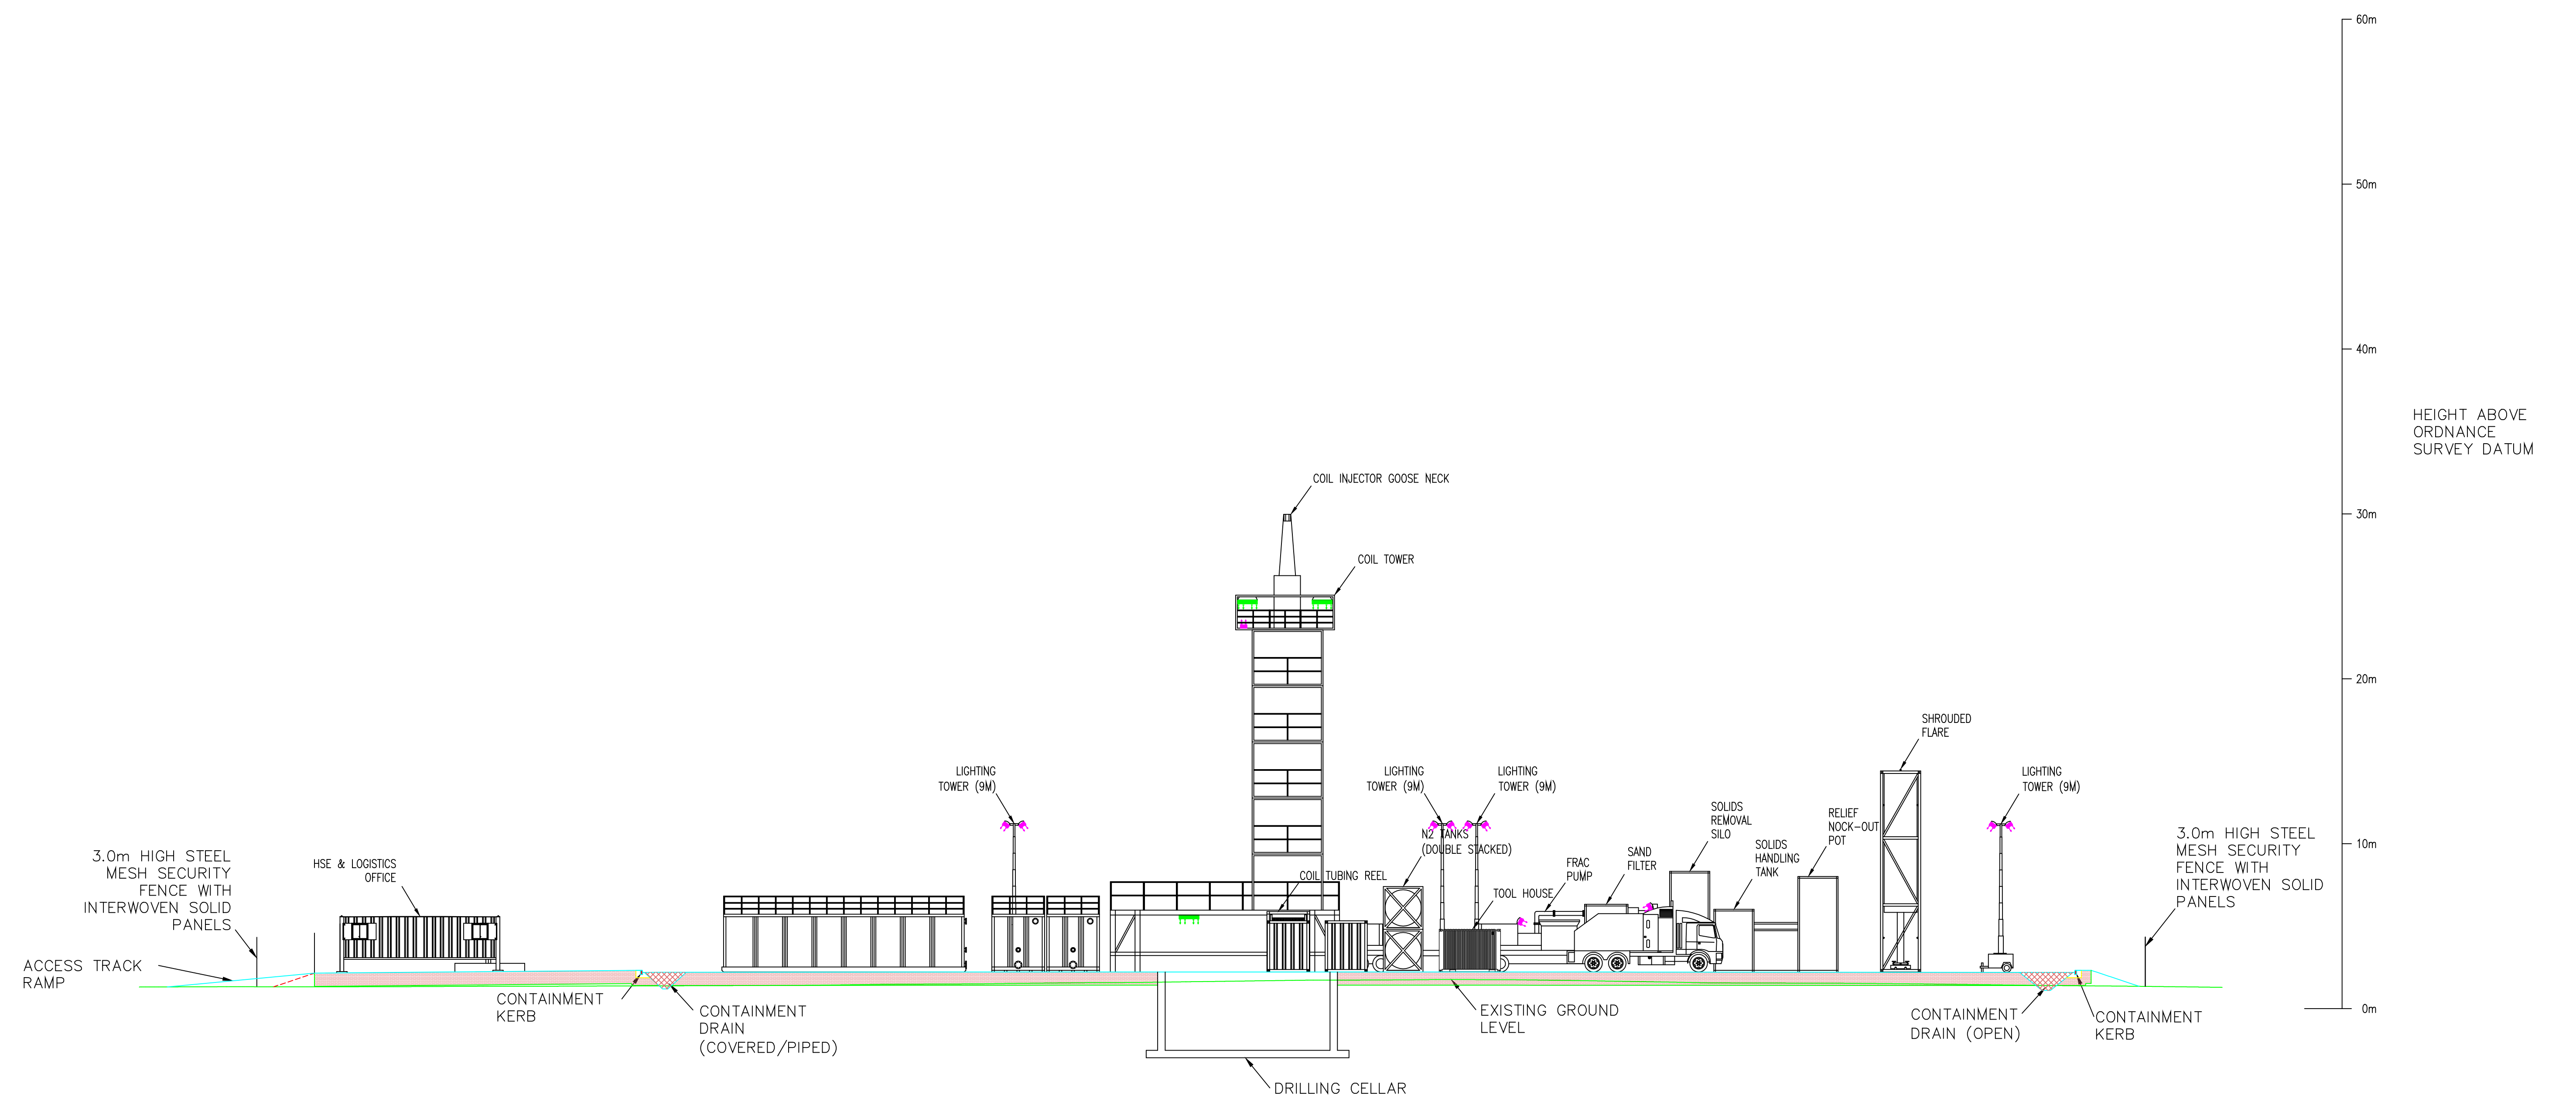 60m
50m
40m
HEIGHT ABOVE
ORDNANCE
SURVEY DATUM
30m
20m
10m
0m
COIL INJECTOR GOOSE NECK
COIL TOWER
SHROUDED
FLARE
LIGHTING
TOWER (9M)
LIGHTING
TOWER (9M)
LIGHTING
TOWER (9M)
LIGHTING
TOWER (9M)
N2 TANKS
(DOUBLE STACKED)
SOLIDS
REMOVAL
SILO
RELIEF
NOCK-OUT
POT
SOLIDS
HANDLING
TANK
SAND
FILTER
FRAC
PUMP
COIL TUBING REEL
TOOL HOUSE
3.0m HIGH STEEL
MESH SECURITY
FENCE WITH
INTERWOVEN SOLID
PANELS
HSE & LOGISTICS
OFFICE
3.0m HIGH STEEL
MESH SECURITY
FENCE WITH
INTERWOVEN SOLID
PANELS
ACCESS TRACK
RAMP
CONTAINMENT
KERB
CONTAINMENT
DRAIN
(COVERED/PIPED)
DRILLING CELLAR
EXISTING GROUND
LEVEL
CONTAINMENT
DRAIN (OPEN)
CONTAINMENT
KERB